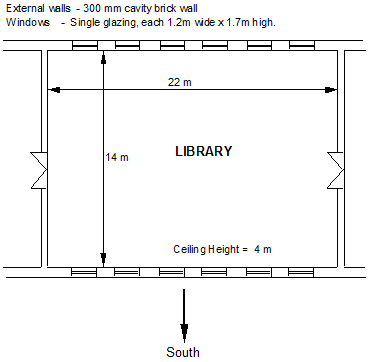 External walls - 300 mm cavity brick wall
Windows - Single glazing, each 1.2m wide x 1.7m high.
22 m
14 m
LIBRARY
Ceiling Height = 4 m
South